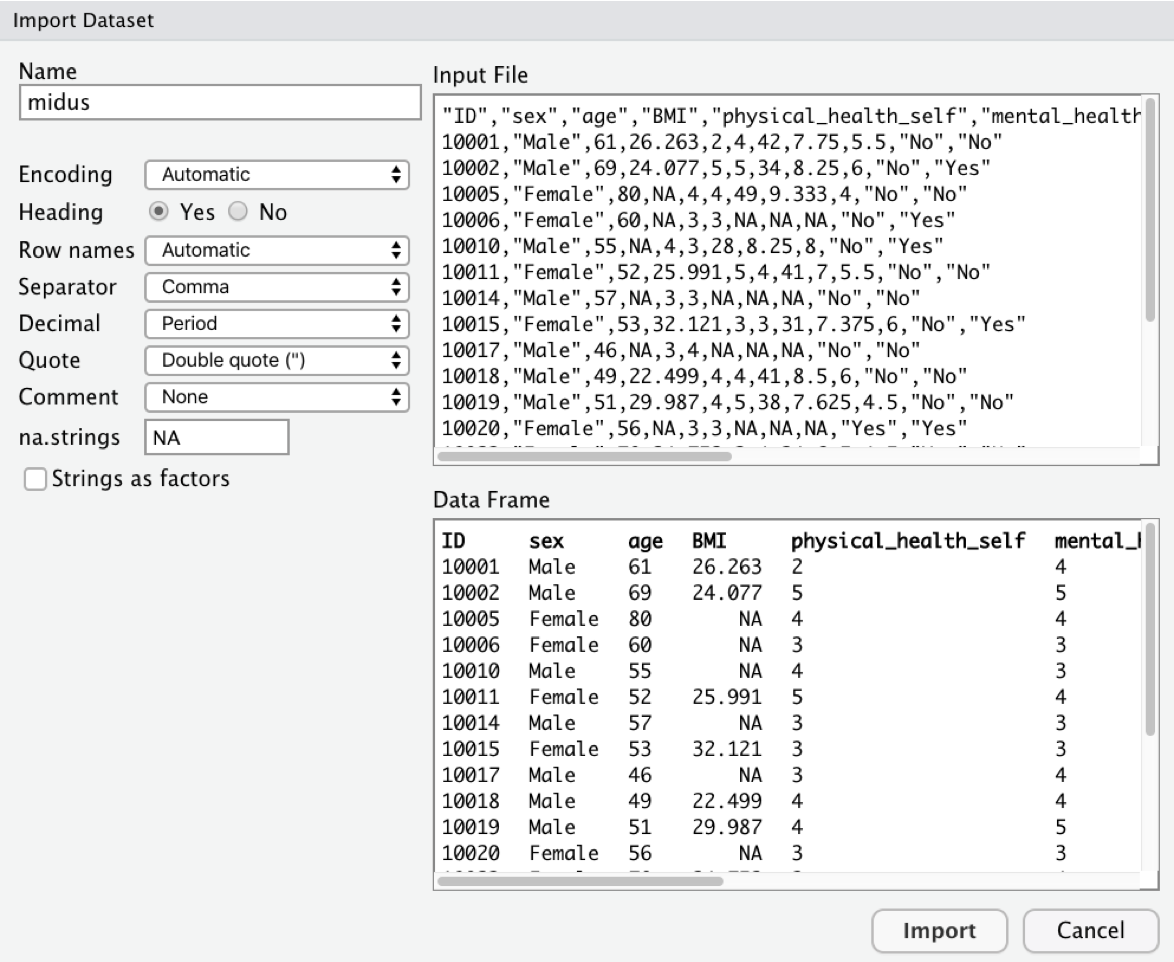 Import Dataset
Name
midus
Encoding Automatic
Heading Yes No
Row names Automatic
Separator Comma
Decimal Period
Quote Double quote (")
Comment None
na.strings NA
Strings as factors
Input File
"ID","sex","age","BMI","physical_health_self","mental_health
10001,"Male",61,26.263,2,4,42,7.75,5.5,"No","No"
10002,"Male",69,24.077,5,5,34,8.25,6,"No","Yes"
10005,"Female",80,NA,4,4,49,9.333,4,"No","No"
10006,"Female",60,NA,3,3,NA,NA,NA,"No","Yes"
10010,"Male",55,NA,4,3,28,8.25,8,"No","Yes"
10011,"Female",52,25.991,5,4,41,7,5.5,"No","No"
10014,"Male",57,NA,3,3,NA,NA,NA,"No","No"
10015,"Female",53,32.121,3,3,31,7.375,6,"No","Yes"
10017,"Male",46,NA,3,4,NA,NA,NA,"No","No"
10018,"Male",49,22.499,4,4,41,8.5,6,"No","No"
10019,"Male",51,29.987,4,5,38,7.625,4.5,"No","No"
10020,"Female",56,NA,3,3,NA,NA,NA,"Yes","Yes"
Data Frame
ID sex age BMI physical_health_self mental_
10001 Male 61 26.263 2 4
10002 Male 69 24.077 5 5
10005 Female 80 NA 4 4
10006 Female 60 NA 3 3
10010 Male 55 NA 4 3
10011 Female 52 25.991 5 4
10014 Male 57 NA 3 3
10015 Female 53 32.121 3 3
10017 Male 46 NA 3 4
10018 Male 49 22.499 4 4
10019 Male 51 29.987 4 5
10020 Female 56 NA 3 3
Import Cancel